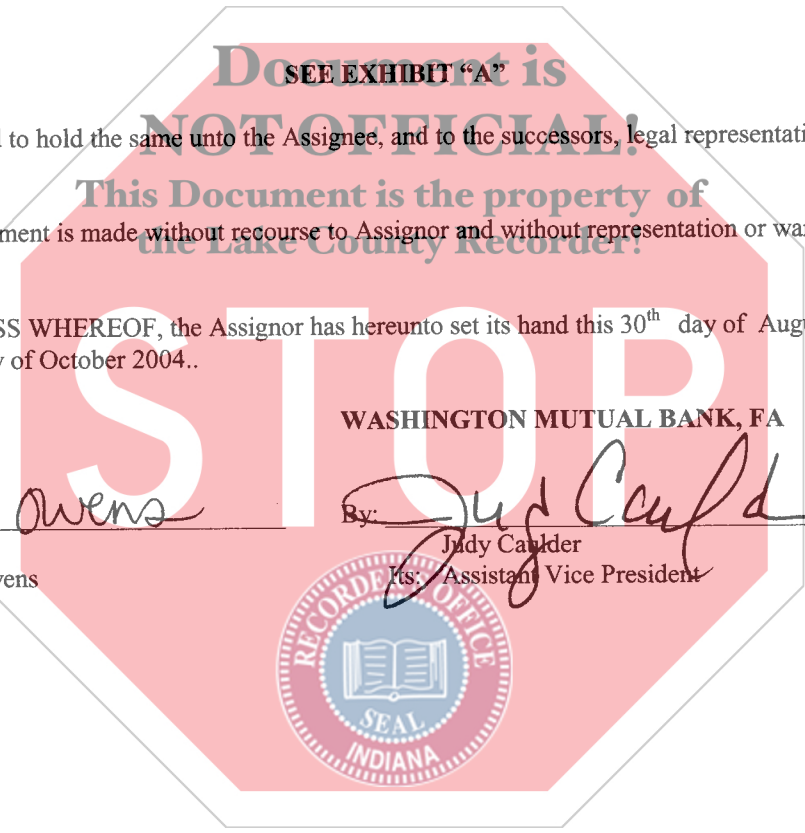 Document is
SEE EXHIBIT “A”
NOT OFFICIAL!
to hold the same unto the Assignee, and to the successors, legal representati
This Document is the property of
ment is made without recourse to Assignor and without representation or wa
the Lake County Recorder!
SS WHEREOF, the Assignor has hereunto set its hand this 30th day of Aug
of October 2004..
STOP
WASHINGTON MUTUAL BANK, FA
Owens
By: Judy Cauld
Judy Caulder
vens
Its: Assistant Vice President
RECORDER'S OFFICE
SEAL
INDIANA